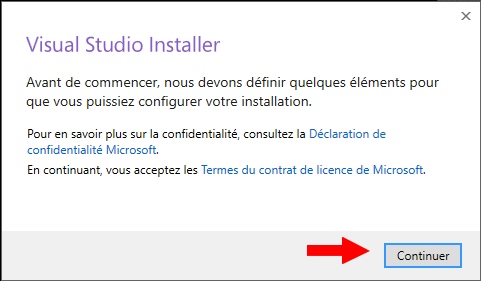 Visual Studio Installer
Avant de commencer, nous devons définir quelques éléments pour
que vous puissiez configurer votre installation.
Pour en savoir plus sur la confidentialité, consultez la Déclaration de
confidentialité Microsoft.
En continuant, vous acceptez les Termes du contrat de licence de Microsoft.
Continuer